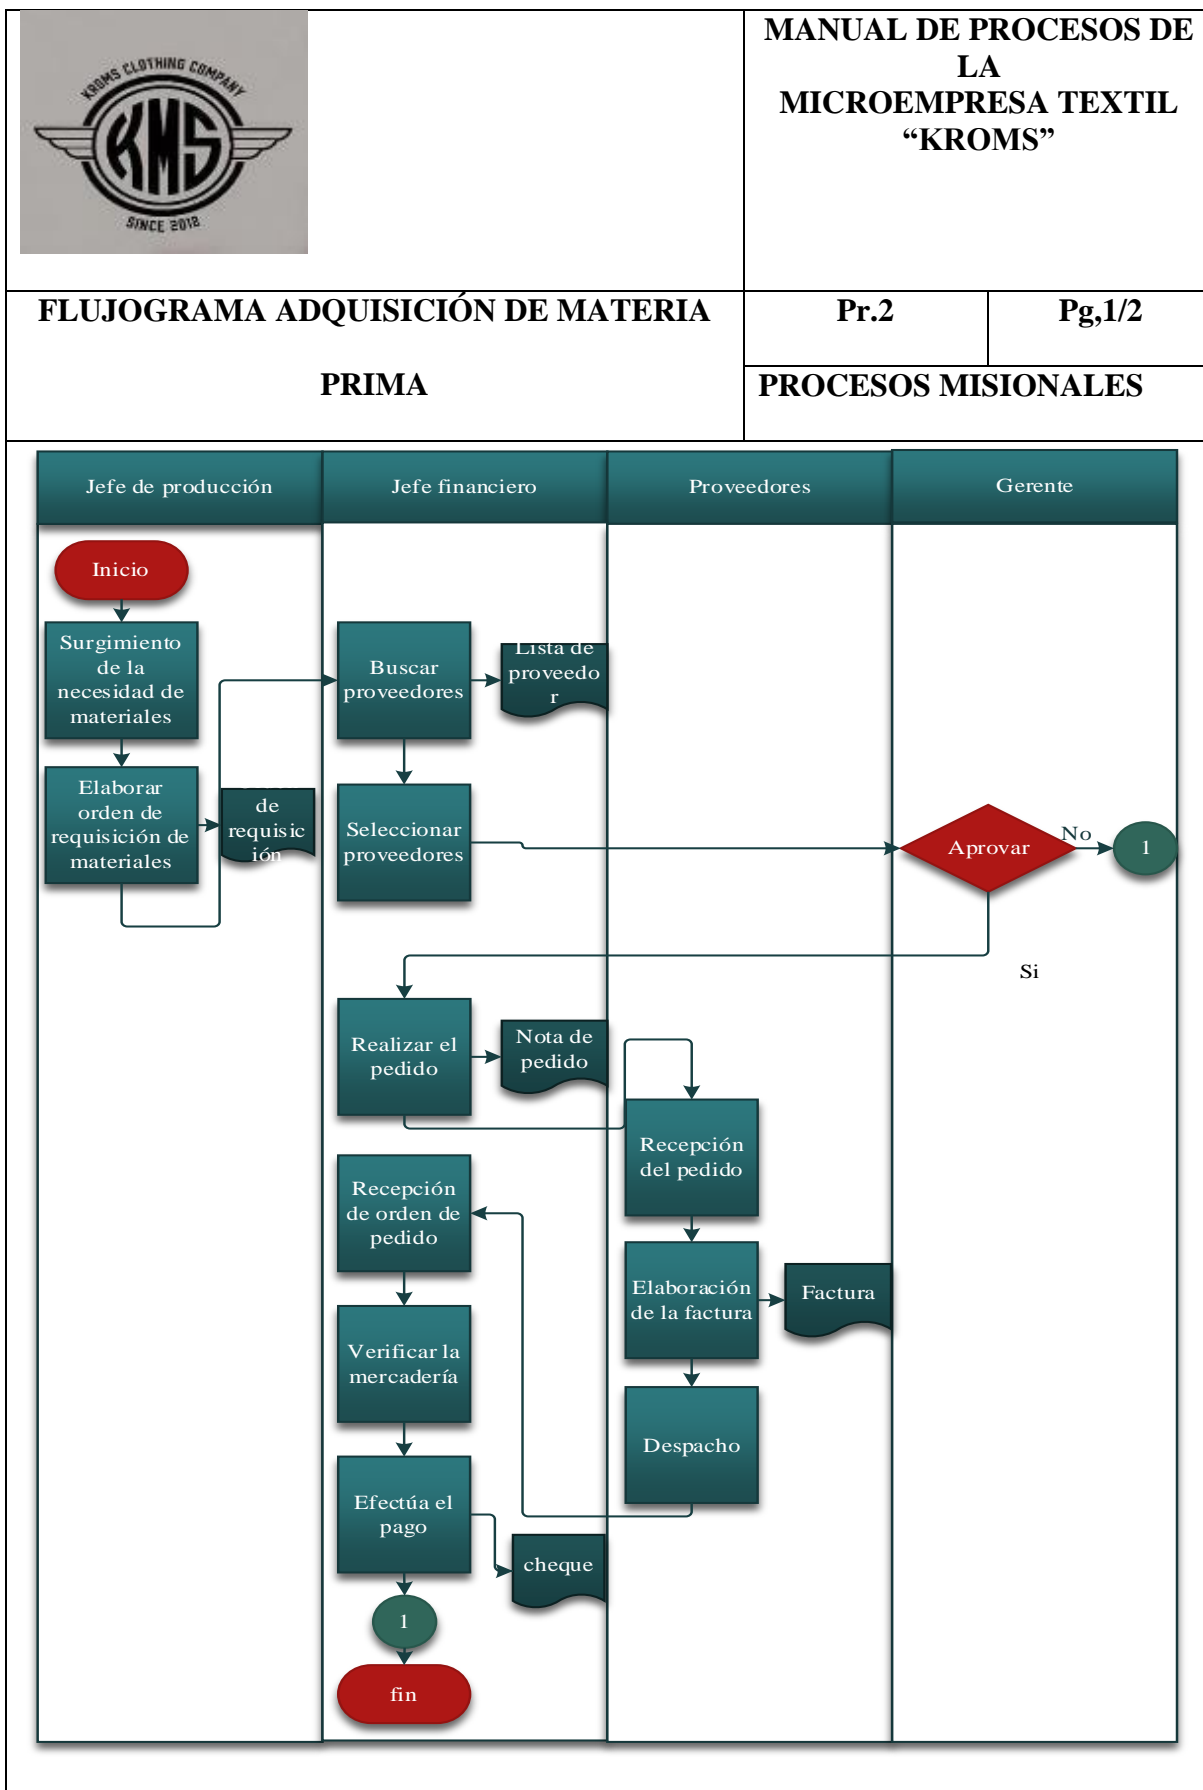 KROMS CLOTHING COMPANY
KMS
SINCE 2012
MANUAL DE PROCESOS DE
LA
MICROEMPRESA TEXTIL
“KROMS”
FLUJOGRAMA ADQUISICIÓN DE MATERIA
PRIMA
Pr.2
Pg,1/2
PROCESOS MISIONALES
Jefe de producción
Jefe financiero
Proveedores
Gerente
Inicio
Surgimiento
de la
necesidad de
materiales
Buscar
proveedores
Lista de
proveedo
r
Elaborar
orden de
requisición de
materiales
de
requisic
ión
Seleccionar
proveedores
Aprovar
No
1
Si
Realizar el
pedido
Nota de
pedido
Recepción
del pedido
Recepción
de orden de
pedido
Elaboración
de la factura
Factura
Verificar la
mercadería
Despacho
Efectúa el
pago
cheque
1
fin